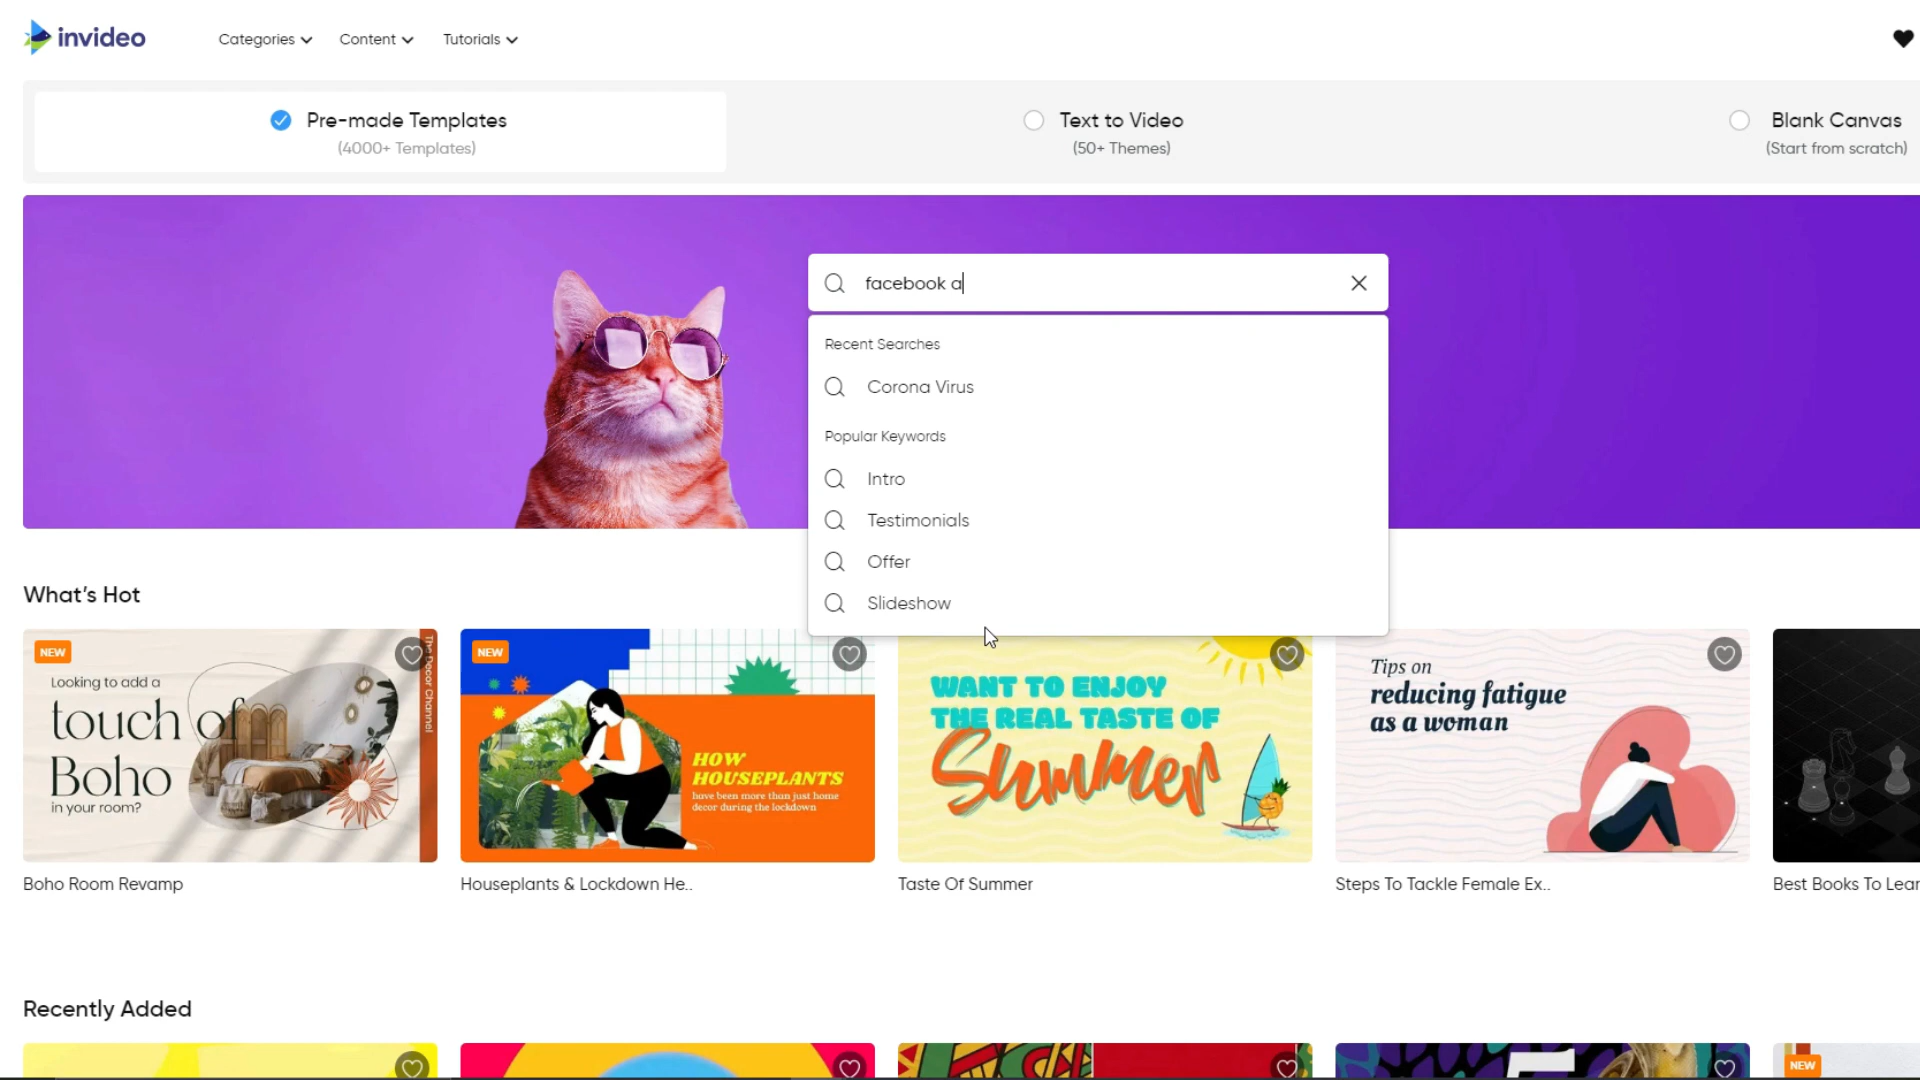 invideo
Categories
Content
Tutorials
Pre-made Templates
(4000+ Templates)
Text to Video
(50+ Themes)
Blank Canvas
(Start from scratch)
facebook a
Recent Searches
Corona Virus
Popular Keywords
Intro
Testimonials
Offer
Slideshow
What's Hot
NEW
Looking to add a
touch of
Boho
in your room?
The Decor Channel
NEW
HOW
HOUSEPLANTS
have been more than just home
decor during the lockdown
WANT TO ENJOY
THE REAL TASTE OF
Summer
Tips on
reducing fatigue
as a woman
Boho Room Revamp
Houseplants & Lockdown He..
Taste Of Summer
Steps To Tackle Female Ex..
Best Books To Lear
Recently Added
NEW